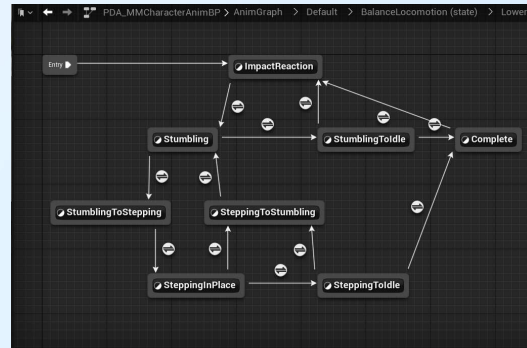 PDA_MMCharacterAnimBP > AnimGraph > Default > BalanceLocomotion (state) > Lower
Entry
ImpactReaction
Stumbling
StumblingToIdle
Complete
StumblingToStepping
SteppingToStumbling
SteppingInPlace
SteppingToIdle